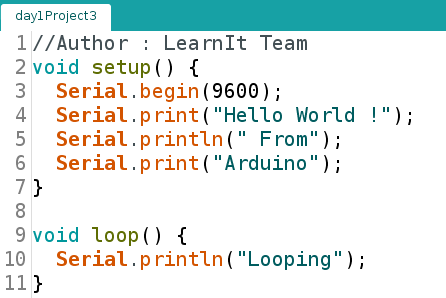 day1Project3
1 //Author : LearnIt Team
2 void setup() {
3   Serial.begin(9600);
4   Serial.print("Hello World !");
5   Serial.println(" From");
6   Serial.print("Arduino");
7 }
8
9 void loop() {
10   Serial.println("Looping");
11 }